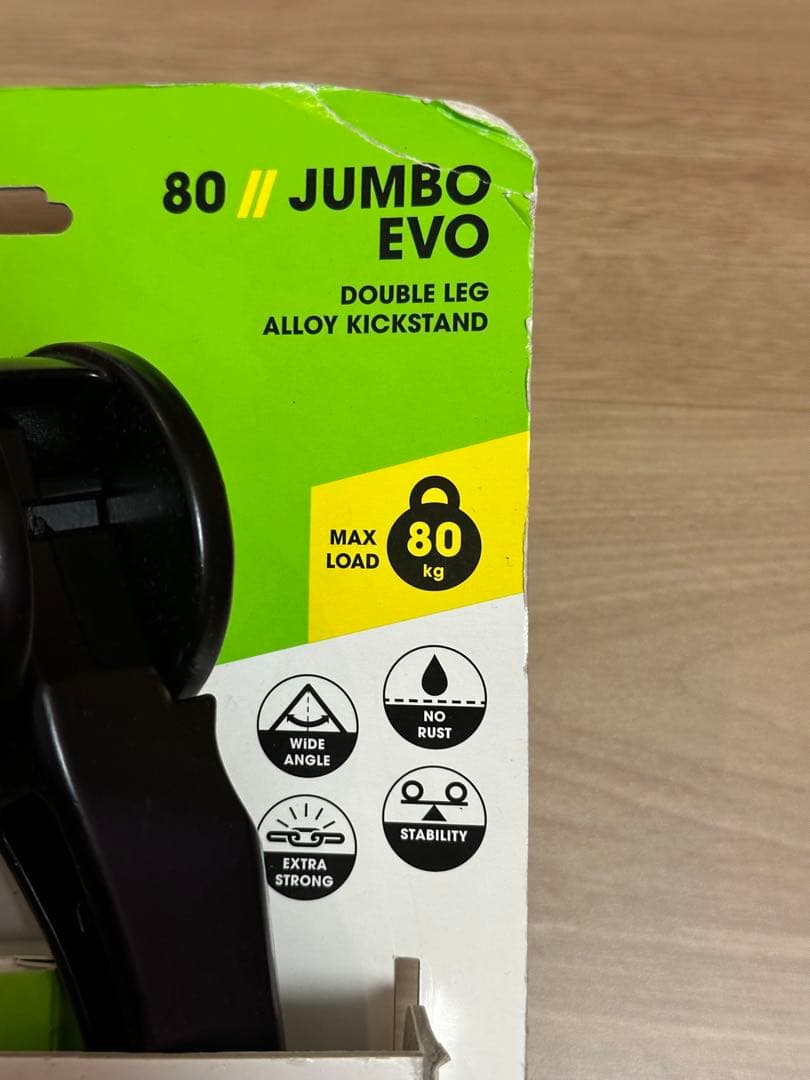 80 // JUMBO
EVO
DOUBLE LEG
ALLOY KICKSTAND
MAX
LOAD
80
kg
WiDE
ANGLE
NO
RUST
EXTRA
STRONG
STABILITY